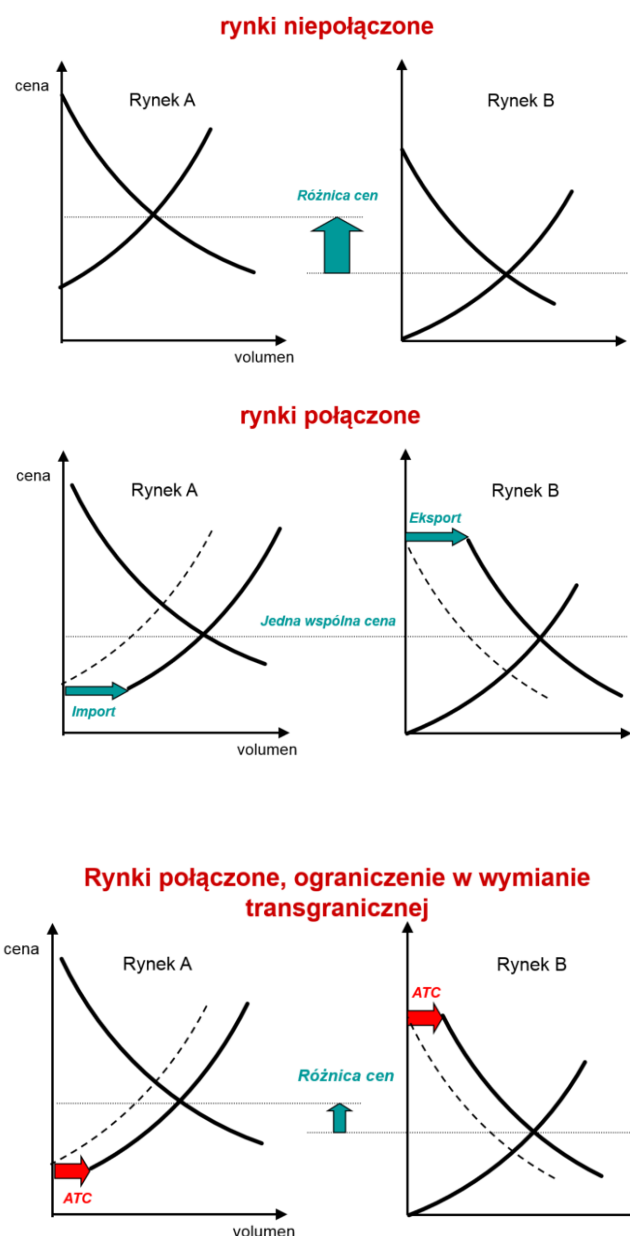 rynki niepołączone
cena
Rynek A
Rynek B
Różnica cen
volumen
rynki połączone
cena
Rynek A
Rynek B
Eksport
Jedna wspólna cena
Import
volumen
Rynki połączone, ograniczenie w wymianie
transgranicznej
cena
Rynek A
Rynek B
ATC
Różnica cen
ATC
volumen